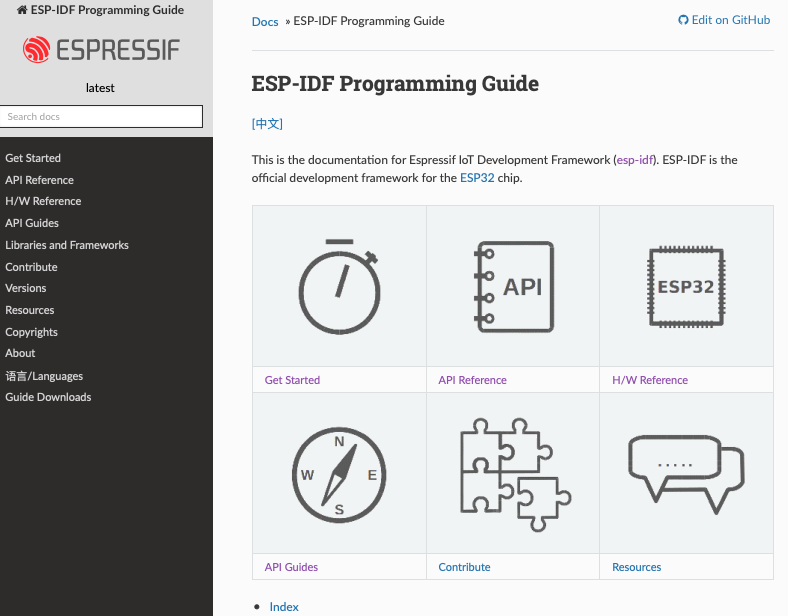 ESP-IDF Programming Guide
ESPRESSIF
latest
Search docs
Get Started
API Reference
H/W Reference
API Guides
Libraries and Frameworks
Contribute
Versions
Resources
Copyrights
About
语言/Languages
Guide Downloads
Docs » ESP-IDF Programming Guide
Edit on GitHub
ESP-IDF Programming Guide
[中文]
This is the documentation for Espressif IoT Development Framework (esp-idf). ESP-IDF is the
official development framework for the ESP32 chip.
API
ESP32
Get Started
API Reference
H/W Reference
N
W E
S
API Guides
Contribute
Resources
Index